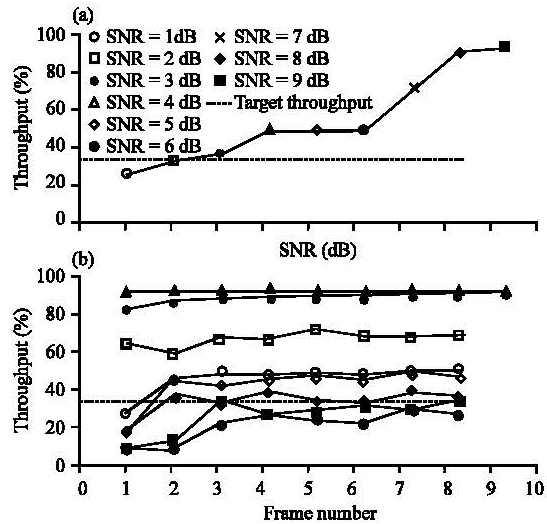 (a)
SNR = 1dB
SNR = 2 dB
SNR = 3 dB
SNR = 4 dB
SNR = 5 dB
SNR = 6 dB
SNR = 7 dB
SNR = 8 dB
SNR = 9 dB
Target throughput
Throughput (%)
100
80
60
40
20
0
SNR (dB)
(b)
Throughput (%)
100
80
60
40
20
0
0 1 2 3 4 5 6 7 8 9 10
Frame number